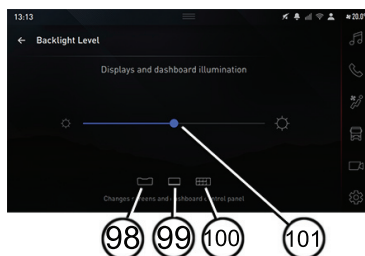 13:13
20.0°
Backlight Level
Displays and dashboard illumination
Changes screens and dashboard control panel
98 99 100 101